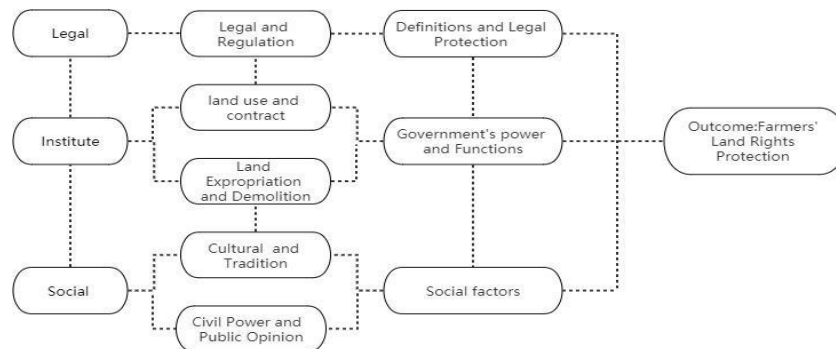 Legal
Legal and
Regulation
Definitions and Legal
Protection
land use and
contract
Institute
Government's power
and Functions
Outcome:Farmers'
Land Rights
Protection
Land
Expropriation
and Demolition
Cultural and
Tradition
Social
Social factors
Civil Power and
Public Opinion